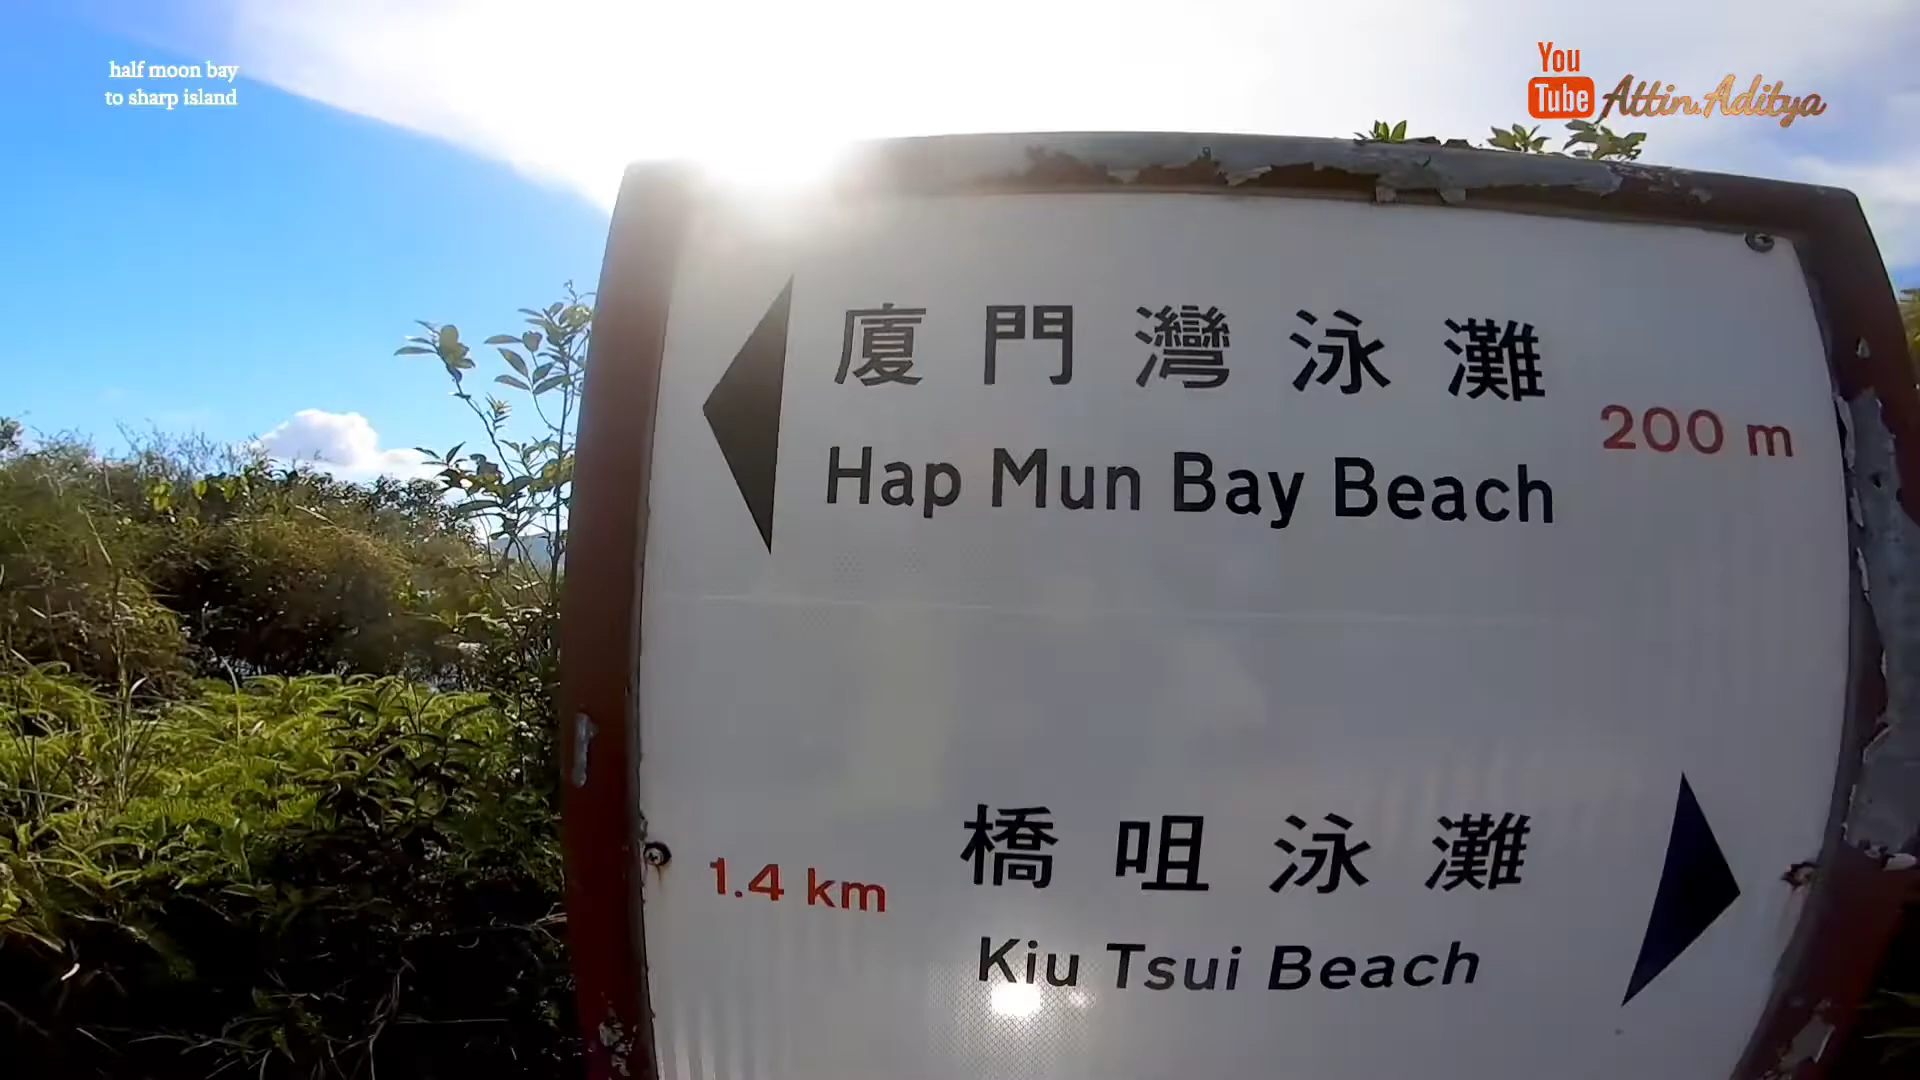 half moon bay
to sharp island
You
Tube Attin.Aditya
廈門灣泳灘
200 m
Hap Mun Bay Beach
橋咀泳灘
1.4 km
Kiu Tsui Beach